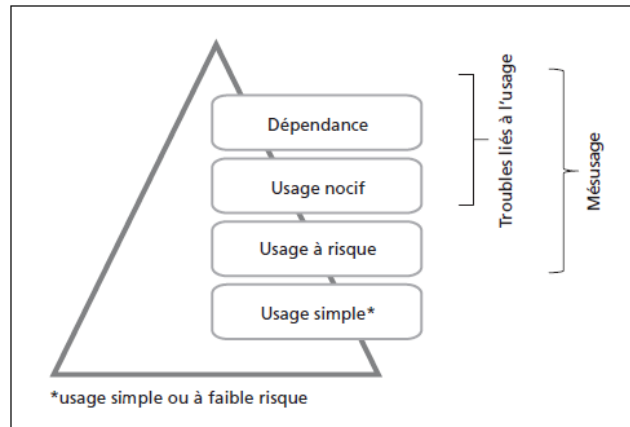 Dépendance
Usage nocif
Usage à risque
Usage simple*
Troubles liés à l'usage
Mésusage
*usage simple ou à faible risque